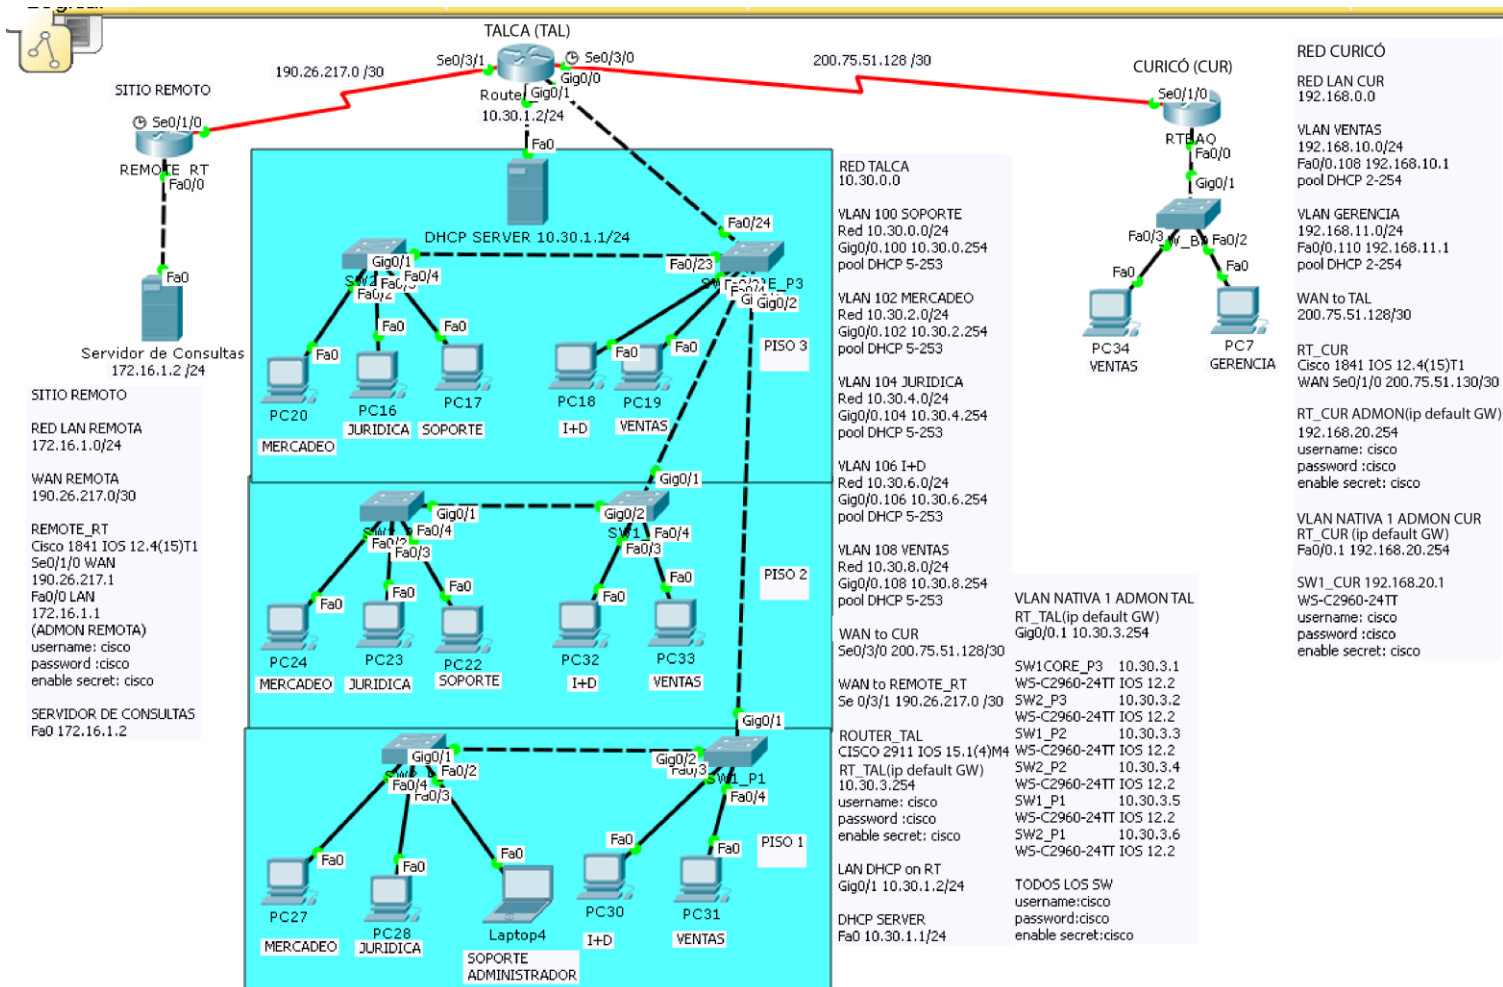 TALCA (TAL)
Se0/3/1
Se0/3/0
Gig0/0
Gig0/1
10.30.1.2/24
190.26.217.0 /30
200.75.51.128 /30
SITIO REMOTO
Se0/1/0
REMOTE_RT
Fa0/0
Fa0
Servidor de Consultas
172.16.1.2 /24
SITIO REMOTO
RED LAN REMOTA
172.16.1.0/24
WAN REMOTA
190.26.217.0/30
REMOTE_RT
Cisco 1841 IOS 12.4(15)T1
Se0/1/0 WAN
190.26.217.1
Fa0/0 LAN
172.16.1.1
(ADMON REMOTA)
username: cisco
password :cisco
enable secret: cisco
SERVIDOR DE CONSULTAS
Fa0 172.16.1.2
Fa0
DHCP SERVER 10.30.1.1/24
Fa0/24
Fa0/23
Gig0/2
Gig0/1
Fa0/4
Fa0
Fa0
Fa0
Fa0
Fa0
PC20
MERCADEO
PC16
JURIDICA
PC17
SOPORTE
PC18
I+D
PC19
VENTAS
PISO 3
Gig0/1
Gig0/1
Gig0/2
Fa0/4
Fa0/3
Fa0/4
Fa0/3
Fa0
Fa0
Fa0
Fa0
Fa0
PC24
MERCADEO
PC23
JURIDICA
PC22
SOPORTE
PC32
I+D
PC33
VENTAS
PISO 2
Gig0/1
Gig0/1
Gig0/2
Fa0/2
Fa0/4
Fa0/3
SW1_P1
Fa0/4
Fa0
Fa0
Fa0
Fa0
Fa0
PC27
MERCADEO
PC28
JURIDICA
Laptop4
SOPORTE
ADMINISTRADOR
PC30
I+D
PC31
VENTAS
PISO 1
RED TALCA
10.30.0.0
VLAN 100 SOPORTE
Red 10.30.0.0/24
Gig0/0.100 10.30.0.254
pool DHCP 5-253
VLAN 102 MERCADEO
Red 10.30.2.0/24
Gig0/0.102 10.30.2.254
pool DHCP 5-253
VLAN 104 JURIDICA
Red 10.30.4.0/24
Gig0/0.104 10.30.4.254
pool DHCP 5-253
VLAN 106 I+D
Red 10.30.6.0/24
Gig0/0.106 10.30.6.254
pool DHCP 5-253
VLAN 108 VENTAS
Red 10.30.8.0/24
Gig0/0.108 10.30.8.254
pool DHCP 5-253
WAN to CUR
Se0/3/0 200.75.51.128/30
WAN to REMOTE_RT
Se 0/3/1 190.26.217.0 /30
ROUTER_TAL
CISCO 2911 IOS 15.1(4)M4
RT_TAL(ip default GW)
10.30.3.254
username: cisco
password :cisco
enable secret: cisco
LAN DHCP on RT
Gig0/1 10.30.1.2/24
DHCP SERVER
Fa0 10.30.1.1/24
VLAN NATIVA 1 ADMON TAL
RT_TAL(ip default GW)
Gig0/0.1 10.30.3.254
SW1CORE_P3 10.30.3.1
WS-C2960-24TT IOS 12.2
SW2_P3 10.30.3.2
WS-C2960-24TT IOS 12.2
SW1_P2 10.30.3.3
WS-C2960-24TT IOS 12.2
SW2_P2 10.30.3.4
WS-C2960-24TT IOS 12.2
SW1_P1 10.30.3.5
WS-C2960-24TT IOS 12.2
SW2_P1 10.30.3.6
WS-C2960-24TT IOS 12.2
TODOS LOS SW
username:cisco
password:cisco
enable secret:cisco
CURICÓ (CUR)
Se0/1/0
Fa0/0
Gig0/1
Fa0/3
Fa0/2
Fa0
Fa0
PC34
VENTAS
PC7
GERENCIA
RED CURICÓ
RED LAN CUR
192.168.0.0
VLAN VENTAS
192.168.10.0/24
Fa0/0.108 192.168.10.1
pool DHCP 2-254
VLAN GERENCIA
192.168.11.0/24
Fa0/0.110 192.168.11.1
pool DHCP 2-254
WAN to TAL
200.75.51.128/30
RT_CUR
Cisco 1841 IOS 12.4(15)T1
WAN Se0/1/0 200.75.51.130/30
RT_CUR ADMON(ip default GW)
192.168.20.254
username: cisco
password :cisco
enable secret: cisco
VLAN NATIVA 1 ADMON CUR
RT_CUR (ip default GW)
Fa0/0.1 192.168.20.254
SW1_CUR 192.168.20.1
WS-C2960-24TT
username: cisco
password :cisco
enable secret: cisco